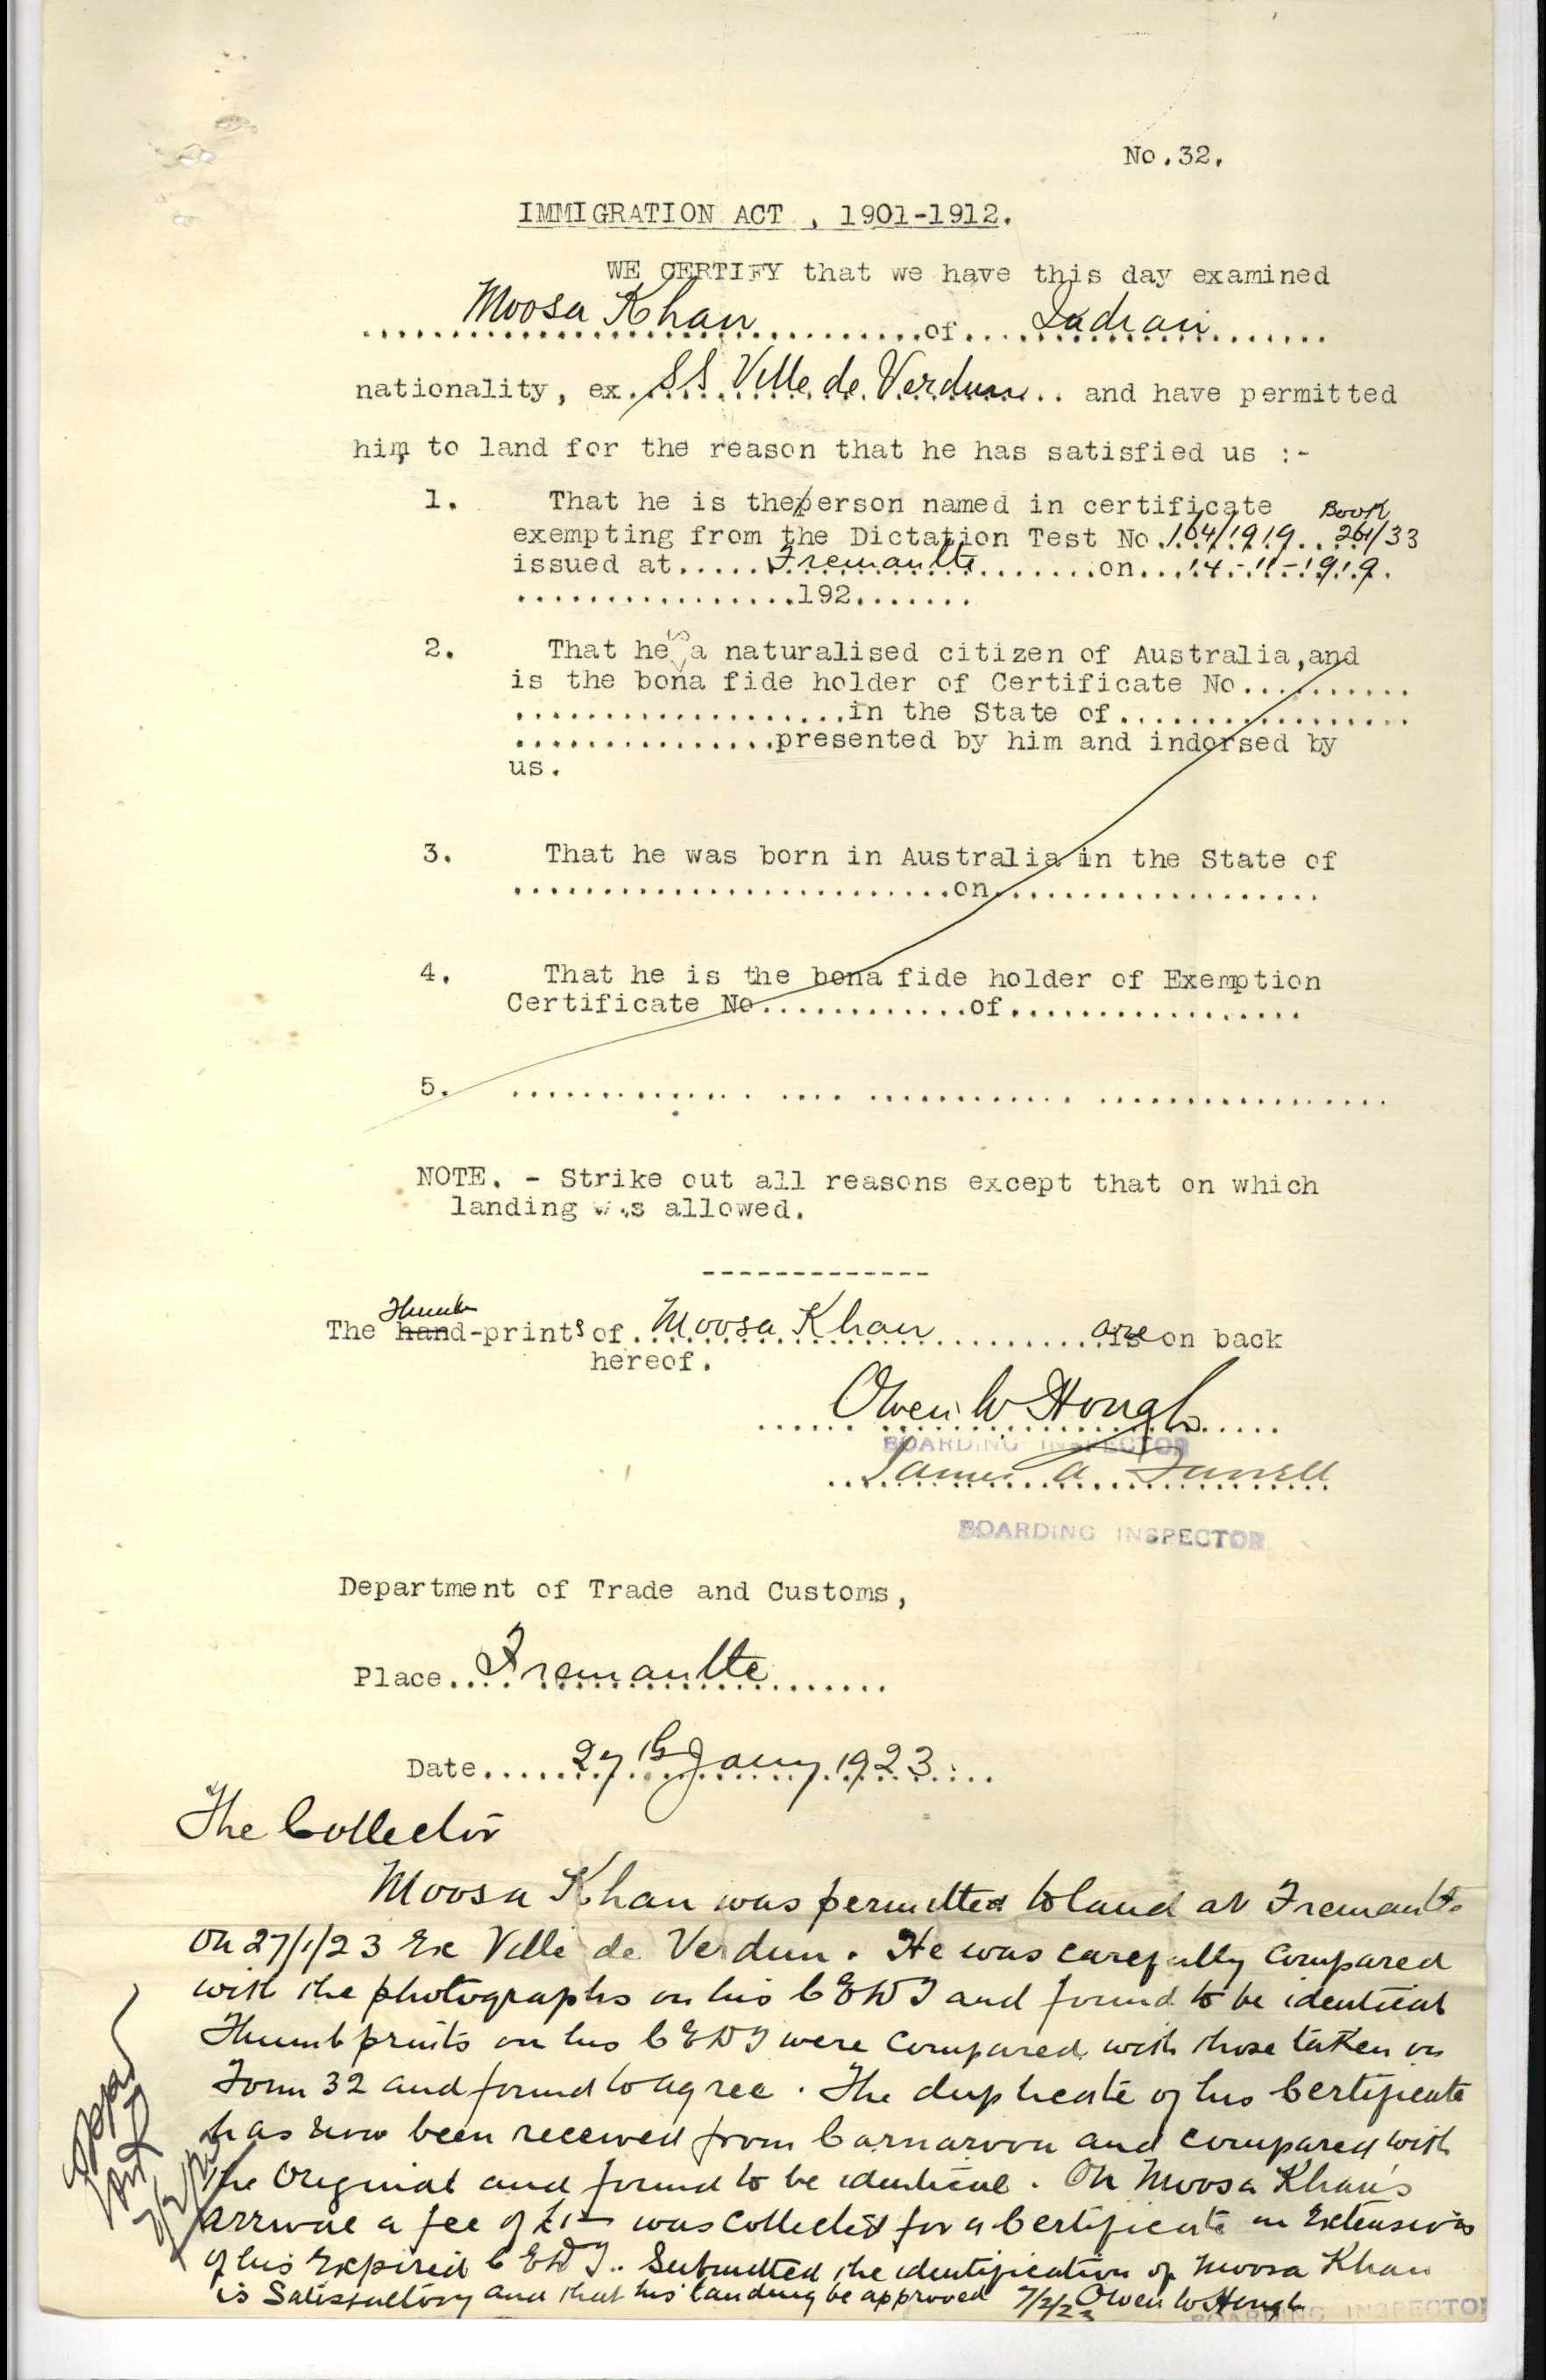 No.32.
IMMIGRATION ACT , 1901-1912.
WE CERTIFY that we have this day examined
Moosa Khan of Indian
nationality, ex. SS Ville de Verdun and have permitted
him to land for the reason that he has satisfied us :-
1. That he is the/person named in certificate Book
exempting from the Dictation Test No. 164/1919 261/33
issued at Fremantle on 14-11-1919.
192
2. That he is a naturalised citizen of Australia,and
is the bona fide holder of Certificate No
in the State of
presented by him and indorsed by
us.
3. That he was born in Australia in the State of
on
4. That he is the bona fide holder of Exemption
Certificate No of
5.
NOTE. - Strike out all reasons except that on which
landing was allowed.
-------------
Thumb
The hand-prints of Moosa Khan are is on back
hereof.
Owen W Hough
BOARDING INSPECTOR
James A
BOARDING INSPECTOR
Department of Trade and Customs,
Place Fremantle
Date 27th Jany 1923
The Collector
Moosa Khan was permitted to land at Fremantle
on 27/1/23 Ex Ville de Verdun. He was carefully compared
with the photographs on his CEDT and found to be identical
Thumb prints on his CEDT were compared with those taken on
Form 32 and found to agree. The duplicate of his Certificate
has now been received from Carnarvon and compared with
the Original and found to be identical. On Moosa Khan's
arrival a fee of £1 was collected for a Certificate in Extension
of his Expired CEDT.. Submitted the identification of Moosa Khan
is Satisfactory and that his landing be approved 7/2/23 Owen W Hough
BOARDING INSPECTOR